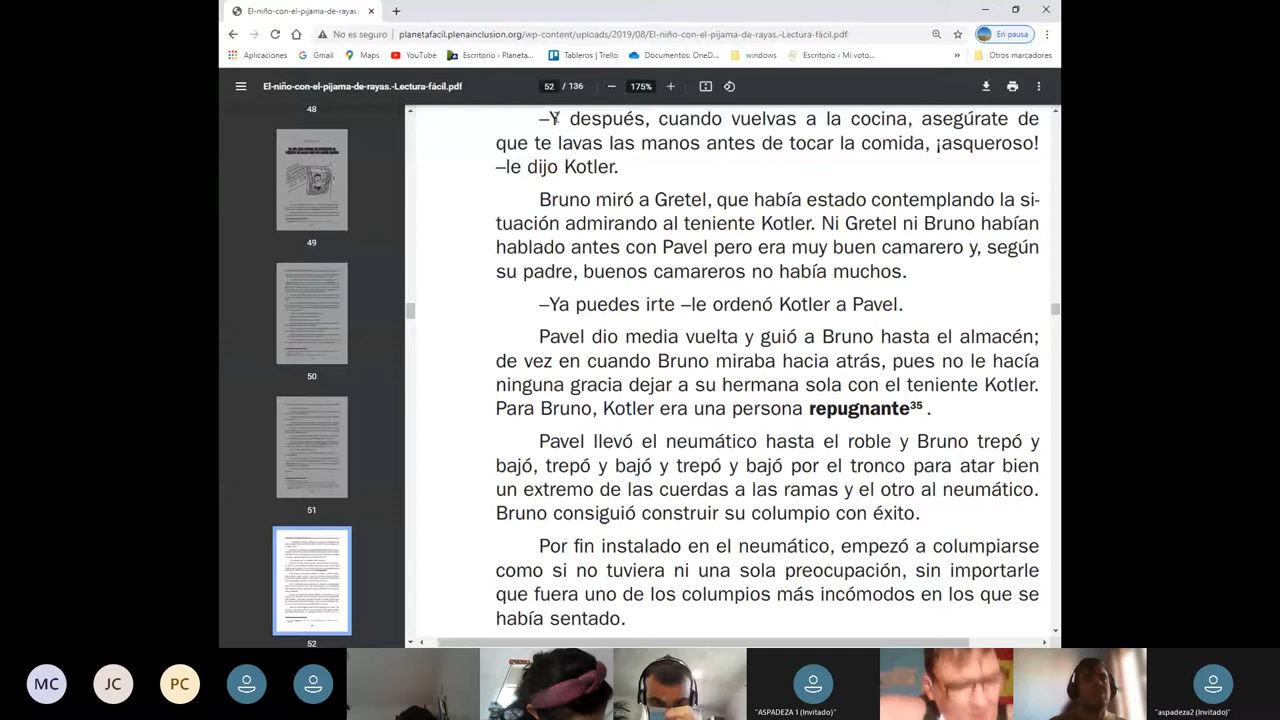 El-niño-con-el-pijama-de-rayas.-
No es seguro
planetafacil.plenainclusion.org/wp-content/uploads/2019/08/El-niño-con-el-pijama-de-rayas.-Lectura-fácil.pdf
En pausa
Aplicaciones
Gmail
Maps
YouTube
Escritorio - Planeta...
Tableros | Trello
Documentos: OneD...
windows
Escritorio - Mi voto...
Otros marcadores
El-niño-con-el-pijama-de-rayas.-Lectura-fácil.pdf
52 / 136
175%
48
49
50
51
52
–Y después, cuando vuelvas a la cocina, asegúrate de
que te lavas las manos antes de tocar la comida, ¡asqueroso!
–le dijo Kotler.
Bruno miró a Gretel, que había estado contemplando la si-
tuación admirando al teniente Kotler. Ni Gretel ni Bruno habían
hablado antes con Pavel pero era muy buen camarero y, según
su padre, buenos camareros no había muchos.
–Ya puedes irte –le ordenó Kotler a Pavel.
Pavel dio media vuelta y guió a Bruno hasta el almacén;
de vez en cuando Bruno miraba hacia atrás, pues no le hacía
ninguna gracia dejar a su hermana sola con el teniente Kotler.
Para Bruno, Kotler era una persona repugnante³⁵ .
Pavel llevó el neumático hasta el roble y Bruno trepó y
bajó, trepó y bajó y trepó y bajó por el tronco para atar bien
un extremo de las cuerdas a las ramas y el otro al neumático.
Bruno consiguió construir su columpio con éxito.
instante en empezó a columpiarse
como si no tuviera ni una sola preocupación, sin importarle
que fuera uno de los columpios más incómodos en los que se
había sentado.
MC
JC
PC
"ASPADEZA 1 (Invitado)"
"aspadeza2 (Invitado)"